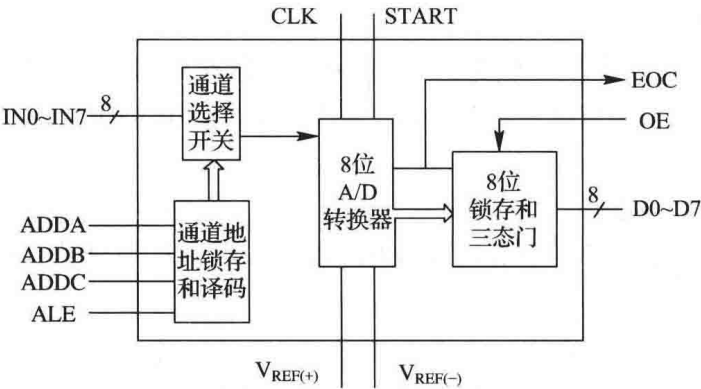 CLK
START
IN0~IN7
8
通道
选择
开关
EOC
OE
8位
A/D
转换器
8位
锁存和
三态门
8
D0~D7
ADDA
ADDB
ADDC
ALE
通道地
址锁存
和译码
VREF(+)
VREF(−)